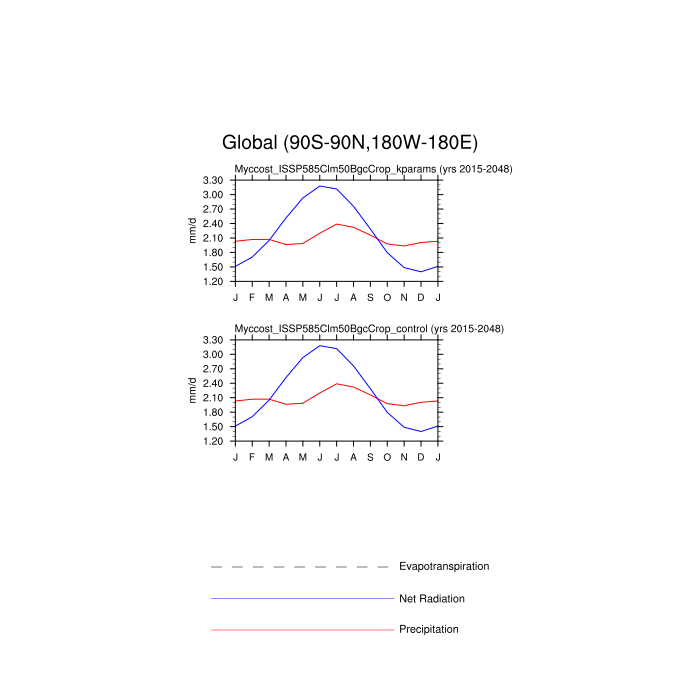 Global (90S-90N,180W-180E)
Myccost_ISSP585Clm50BgcCrop_kparams (yrs 2015-2048)
3.30
3.00
2.70
2.40
2.10
1.80
1.50
1.20
mm/d
J F M A M J J A S O N D J
Myccost_ISSP585Clm50BgcCrop_control (yrs 2015-2048)
3.30
3.00
2.70
2.40
2.10
1.80
1.50
1.20
mm/d
J F M A M J J A S O N D J
Evapotranspiration
Net Radiation
Precipitation